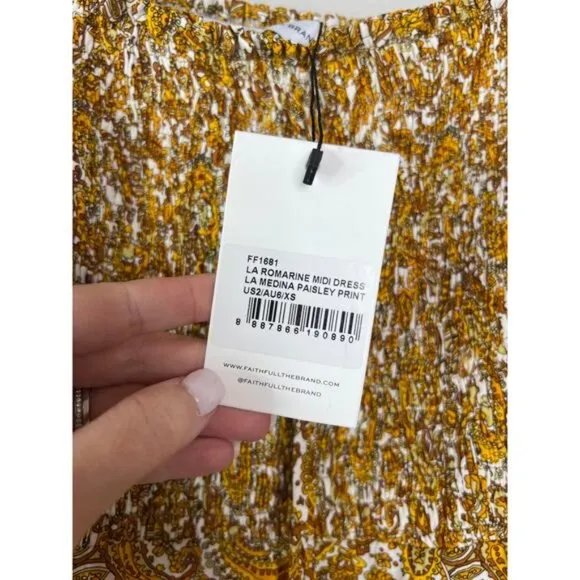 BRAND
FF1681
LA ROMARINE MIDI DRESS
LA MEDINA PAISLEY PRINT
US2/AU6/XS
8 887866 190890
WWW.FAITHFULLTHEBRAND.COM
@FAITHFULLTHEBRAND